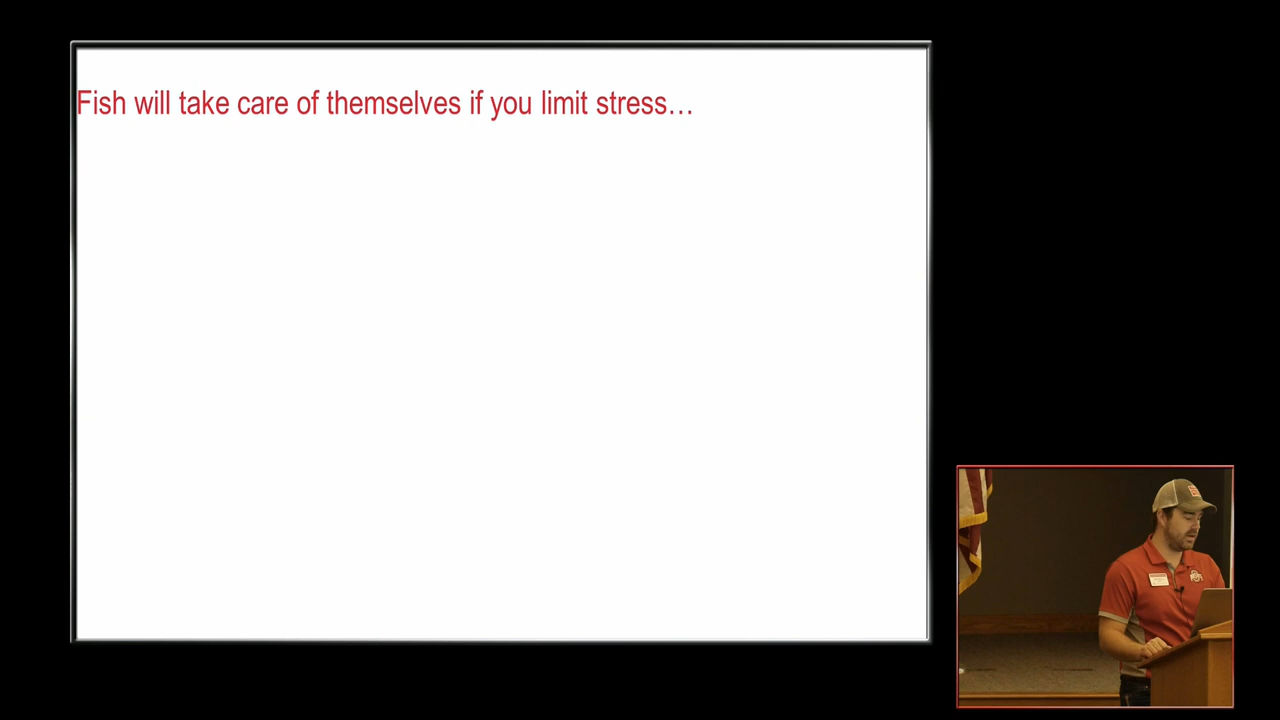 Fish will take care of themselves if you limit stress…